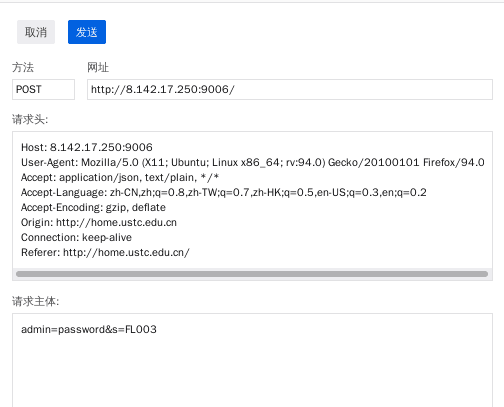 取消 发送
方法 网址
POST http://8.142.17.250:9006/
请求头:
Host: 8.142.17.250:9006
User-Agent: Mozilla/5.0 (X11; Ubuntu; Linux x86_64; rv:94.0) Gecko/20100101 Firefox/94.0
Accept: application/json, text/plain, */*
Accept-Language: zh-CN,zh;q=0.8,zh-TW;q=0.7,zh-HK;q=0.5,en-US;q=0.3,en;q=0.2
Accept-Encoding: gzip, deflate
Origin: http://home.ustc.edu.cn
Connection: keep-alive
Referer: http://home.ustc.edu.cn/
请求主体:
admin=password&s=FL003